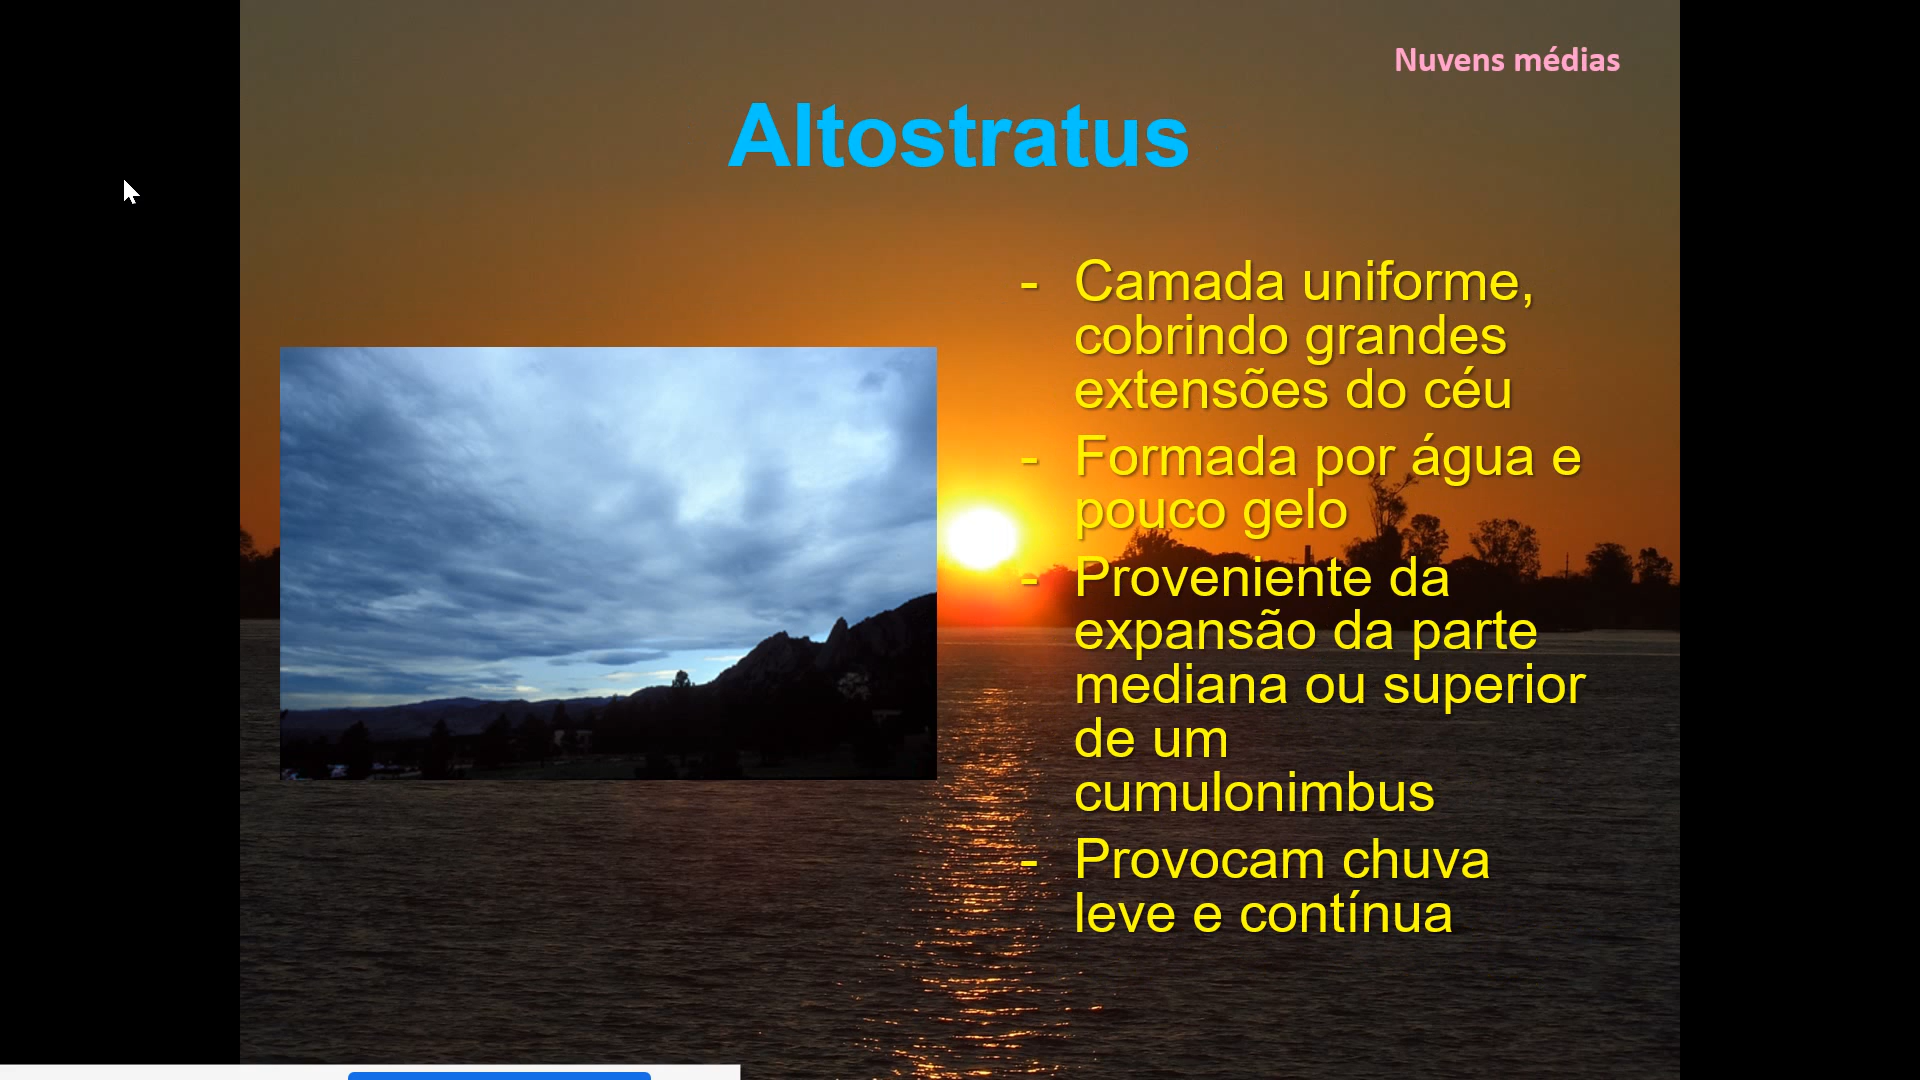 Nuvens médias
Altostratus
- Camada uniforme,
cobrindo grandes
extensões do céu
- Formada por água e
pouco gelo
- Proveniente da
expansão da parte
mediana ou superior
de um
cumulonimbus
- Provocam chuva
leve e contínua